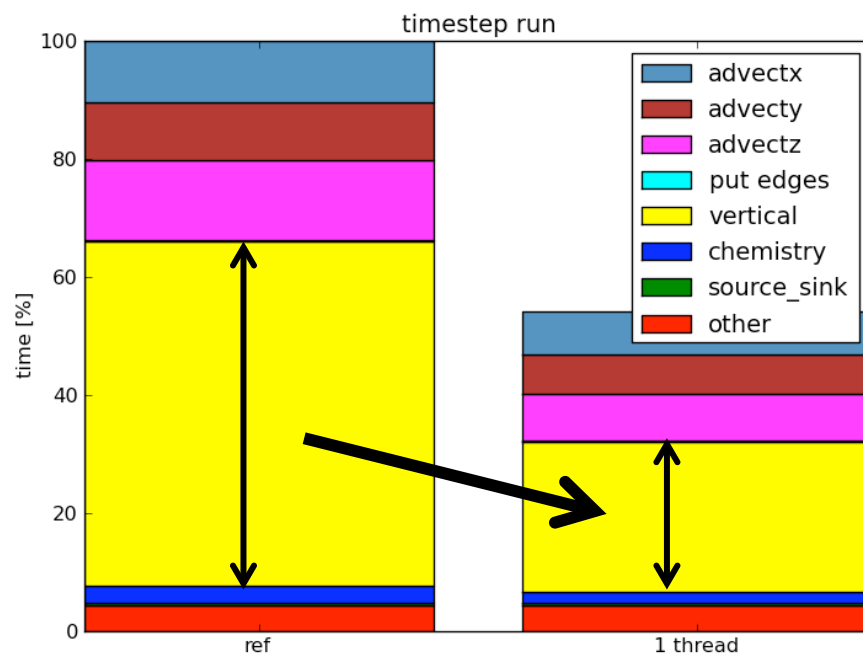 timestep run
100
80
60
40
20
0
time [%]
advectx
advecty
advectz
put edges
vertical
chemistry
source_sink
other
ref
1 thread